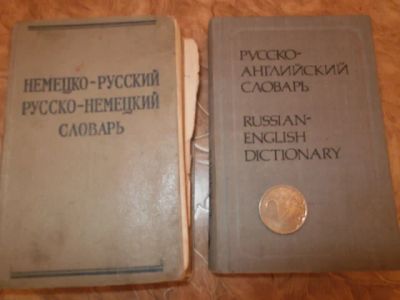 НЕМЕЦКО-РУССКИЙ
РУССКО-НЕМЕЦКИЙ
СЛОВАРЬ
РУССКО-
АНГЛИЙСКИЙ
СЛОВАРЬ
RUSSIAN-
ENGLISH
DICTIONARY